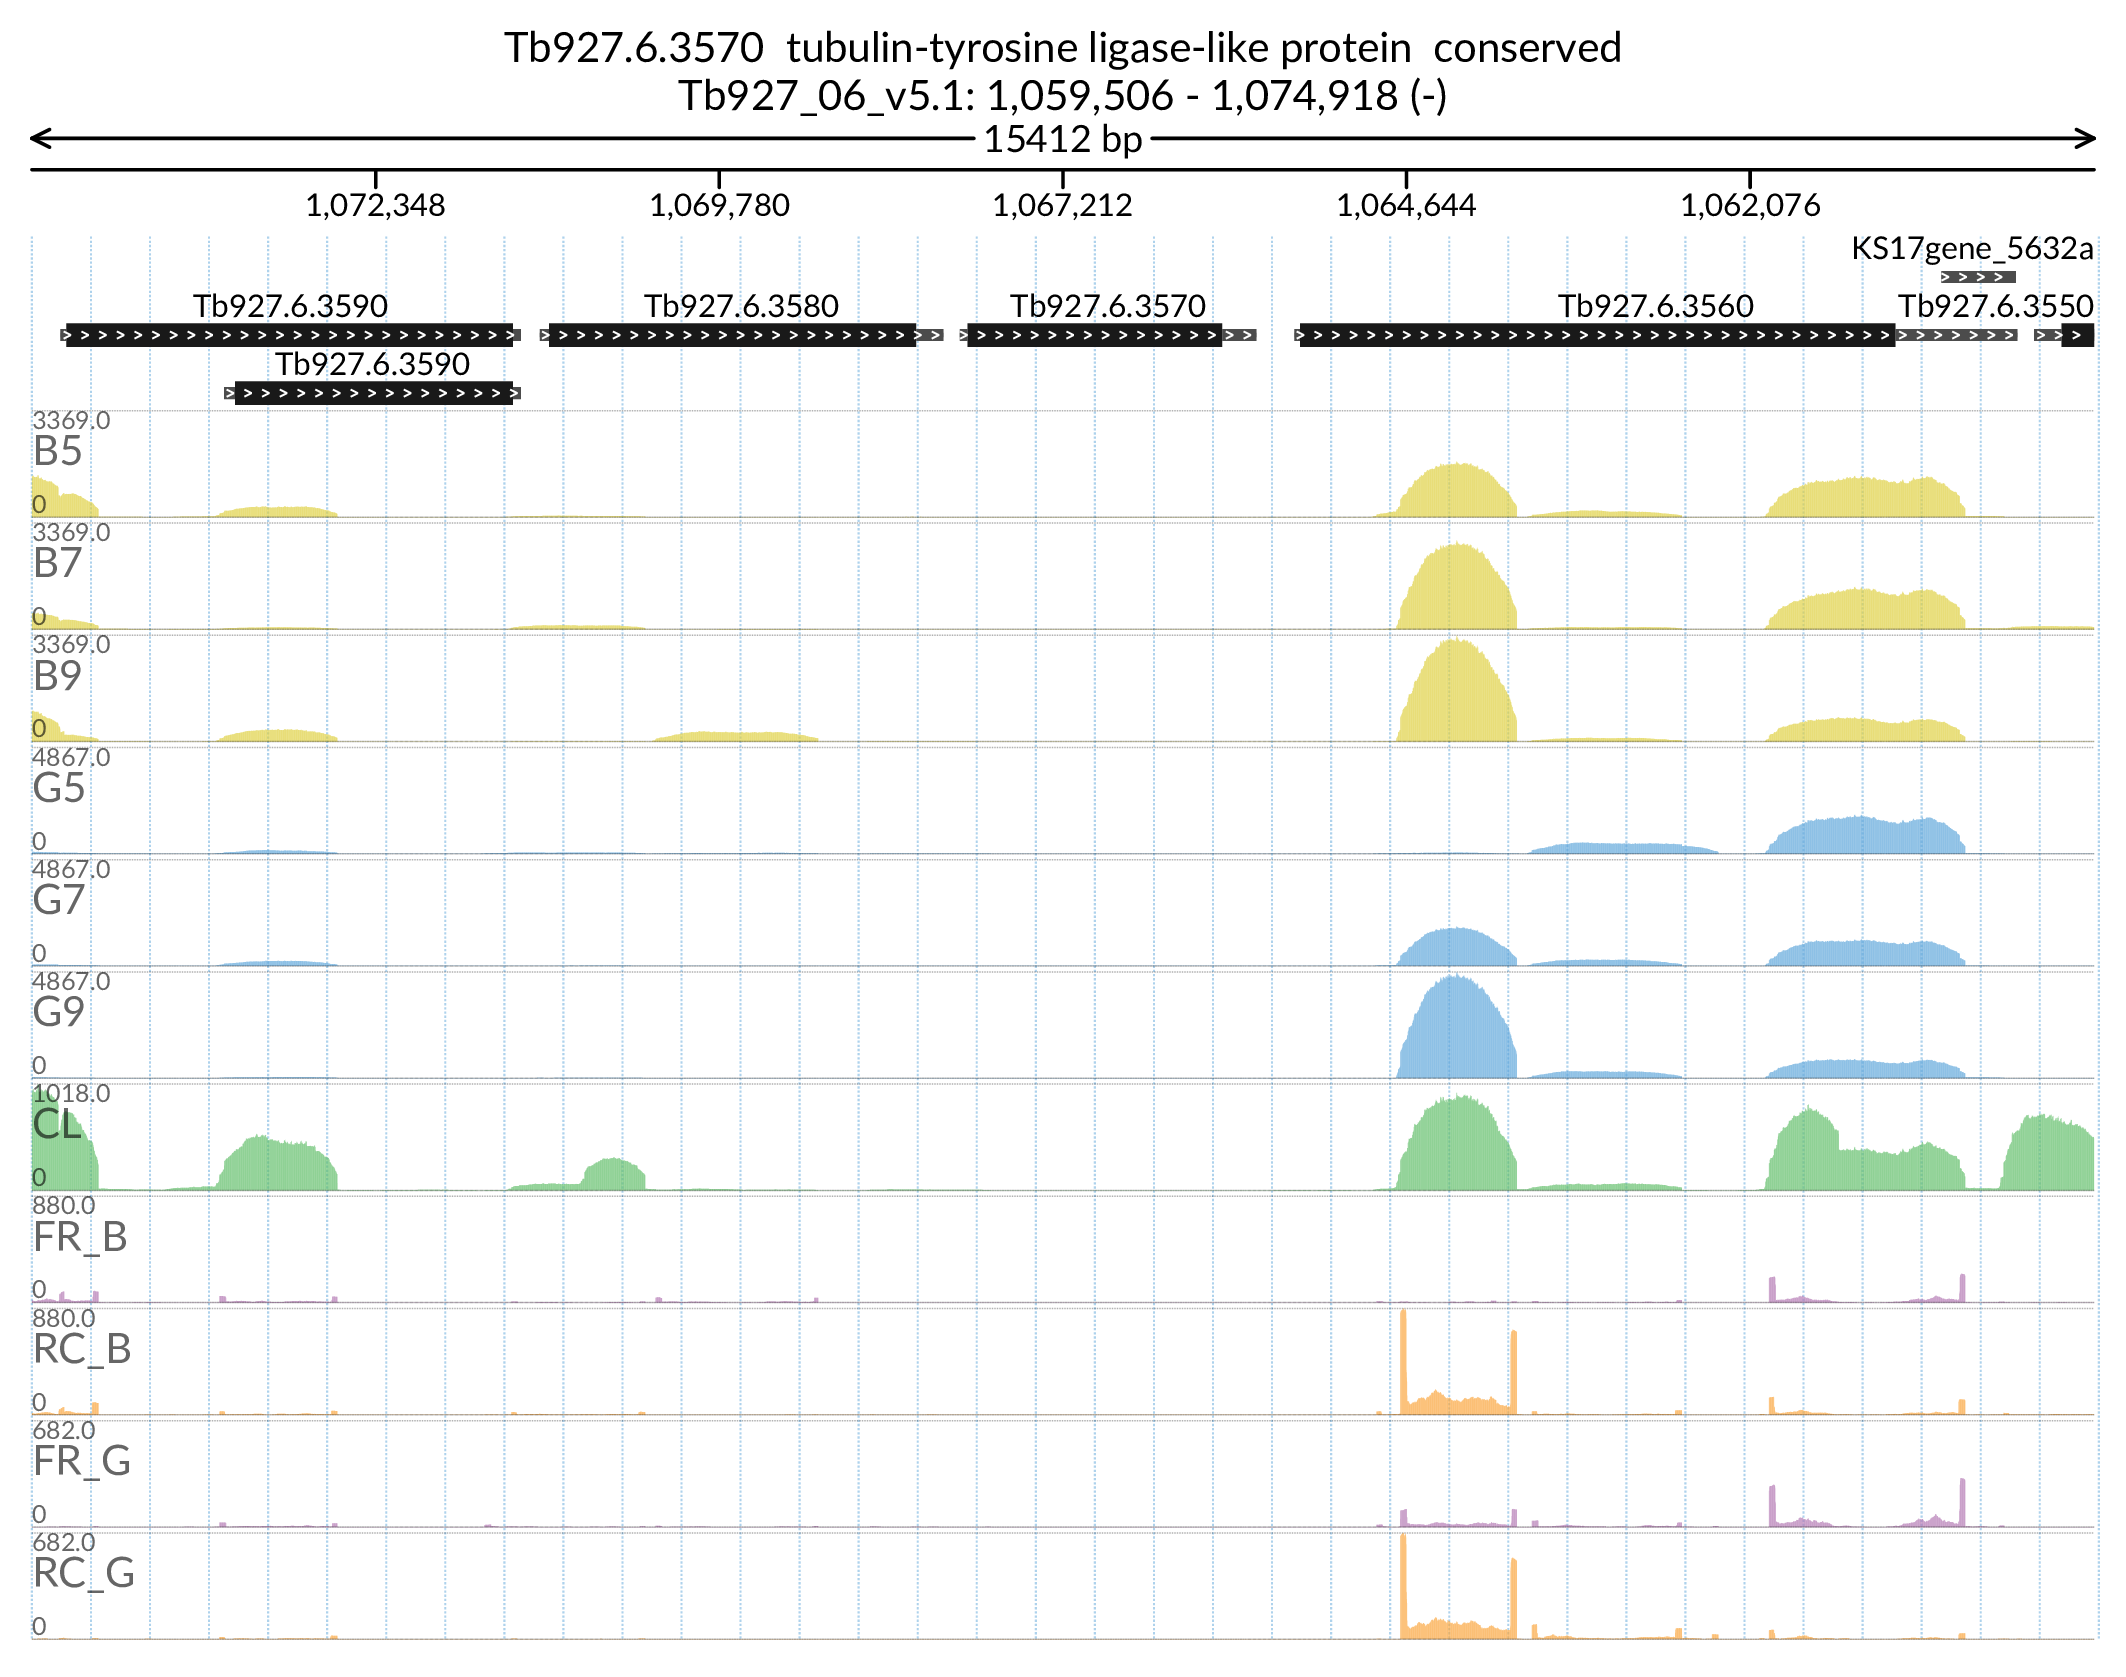 Tb927.6.3570 tubulin-tyrosine ligase-like protein conserved
Tb927_06_v5.1: 1,059,506 - 1,074,918 (-)
15412 bp
1,072,348 1,069,780 1,067,212 1,064,644 1,062,076
KS17gene_5632a
Tb927.6.3590 Tb927.6.3580 Tb927.6.3570 Tb927.6.3560 Tb927.6.3550
Tb927.6.3590
3369.0
B5
0
3369.0
B7
0
3369.0
B9
0
4867.0
G5
0
4867.0
G7
0
4867.0
G9
0
1018.0
CL
0
880.0
FR_B
0
880.0
RC_B
0
682.0
FR_G
0
682.0
RC_G
0